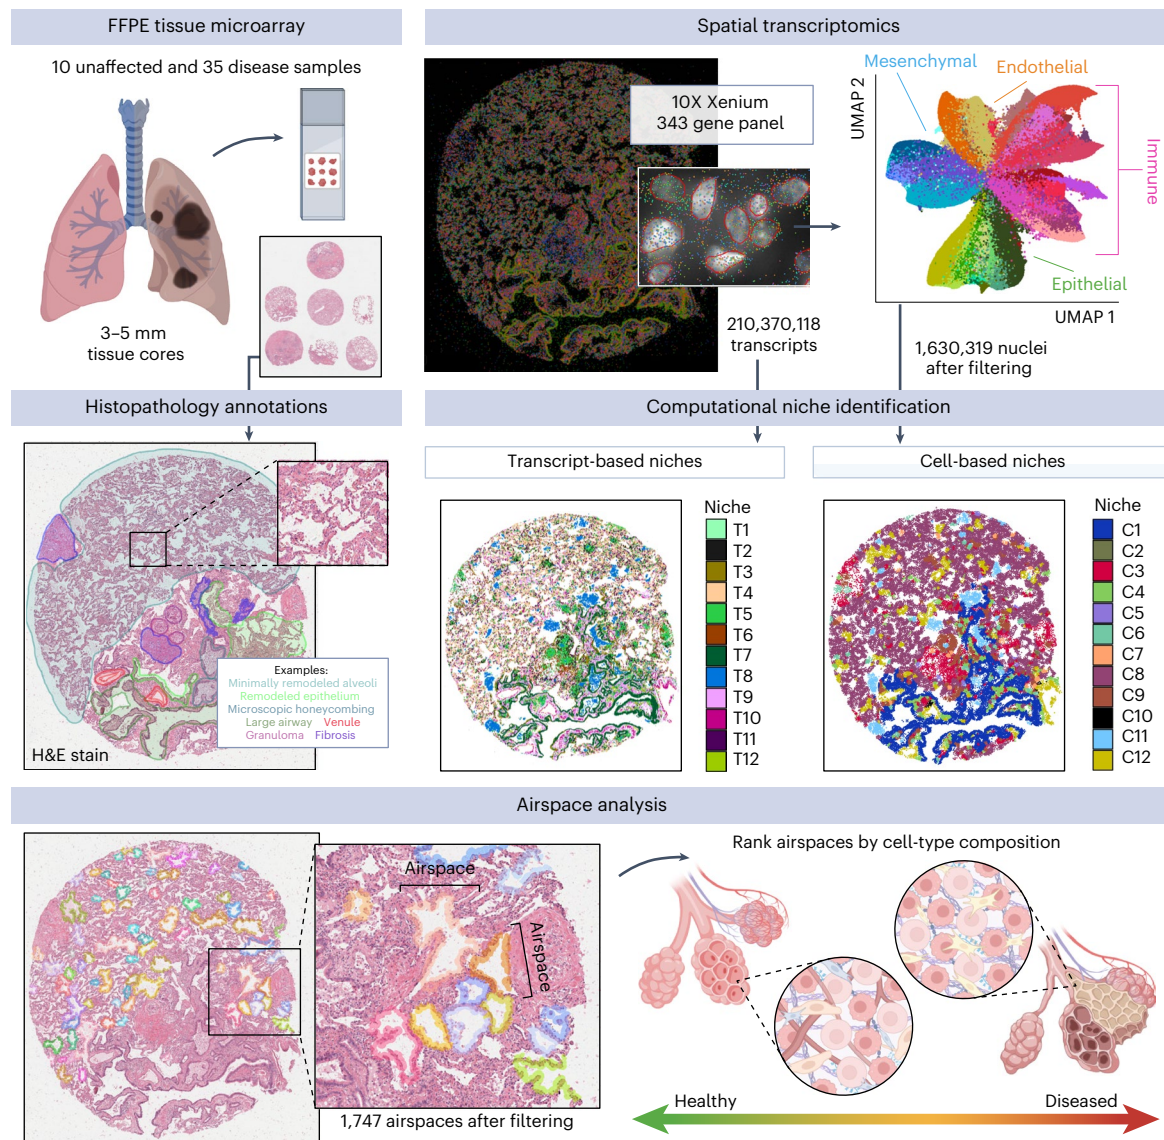 FFPE tissue microarray
10 unaffected and 35 disease samples
3–5 mm
tissue cores
Spatial transcriptomics
10X Xenium
343 gene panel
210,370,118
transcripts
UMAP 2
Mesenchymal
Endothelial
Immune
Epithelial
UMAP 1
1,630,319 nuclei
after filtering
Histopathology annotations
Examples:
Minimally remodeled alveoli
Remodeled epithelium
Microscopic honeycombing
Large airway Venule
Granuloma Fibrosis
H&E stain
Computational niche identification
Transcript-based niches
Niche
T1
T2
T3
T4
T5
T6
T7
T8
T9
T10
T11
T12
Cell-based niches
Niche
C1
C2
C3
C4
C5
C6
C7
C8
C9
C10
C11
C12
Airspace analysis
Airspace
Airspace
1,747 airspaces after filtering
Rank airspaces by cell-type composition
Healthy
Diseased